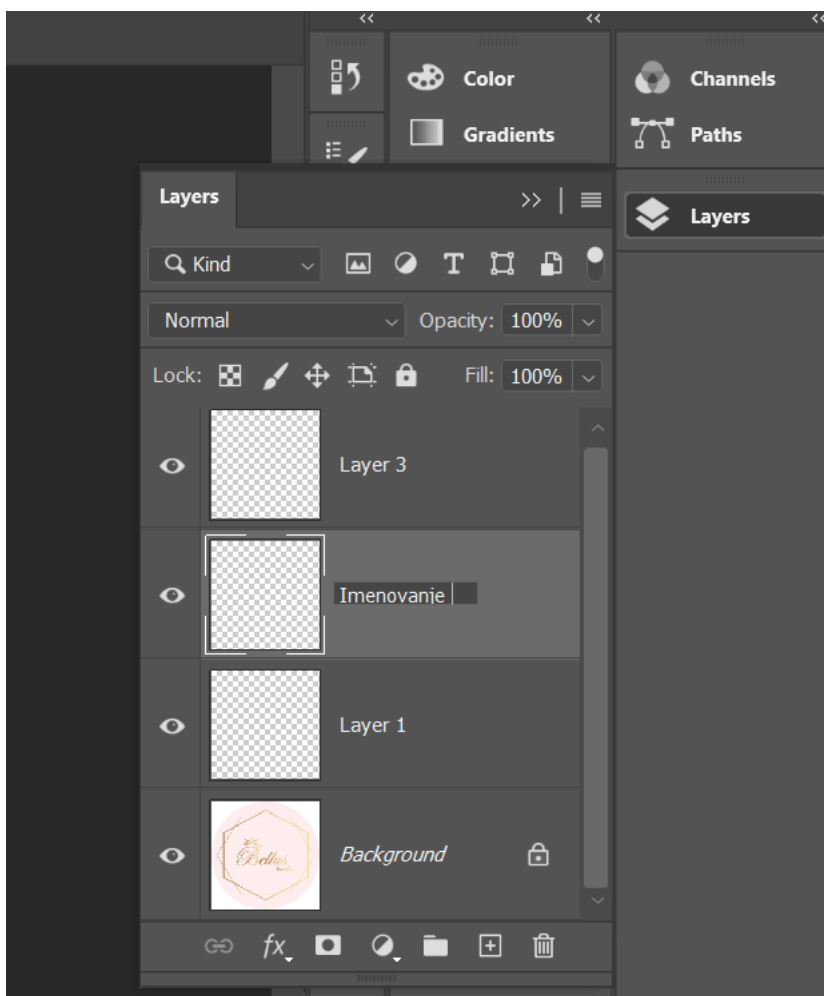 Color
Channels
Gradients
Paths
Layers
Layers
Kind
Normal
Opacity: 100%
Lock:
Fill: 100%
Layer 3
Imenovanje
Layer 1
Bellus
Background
fx